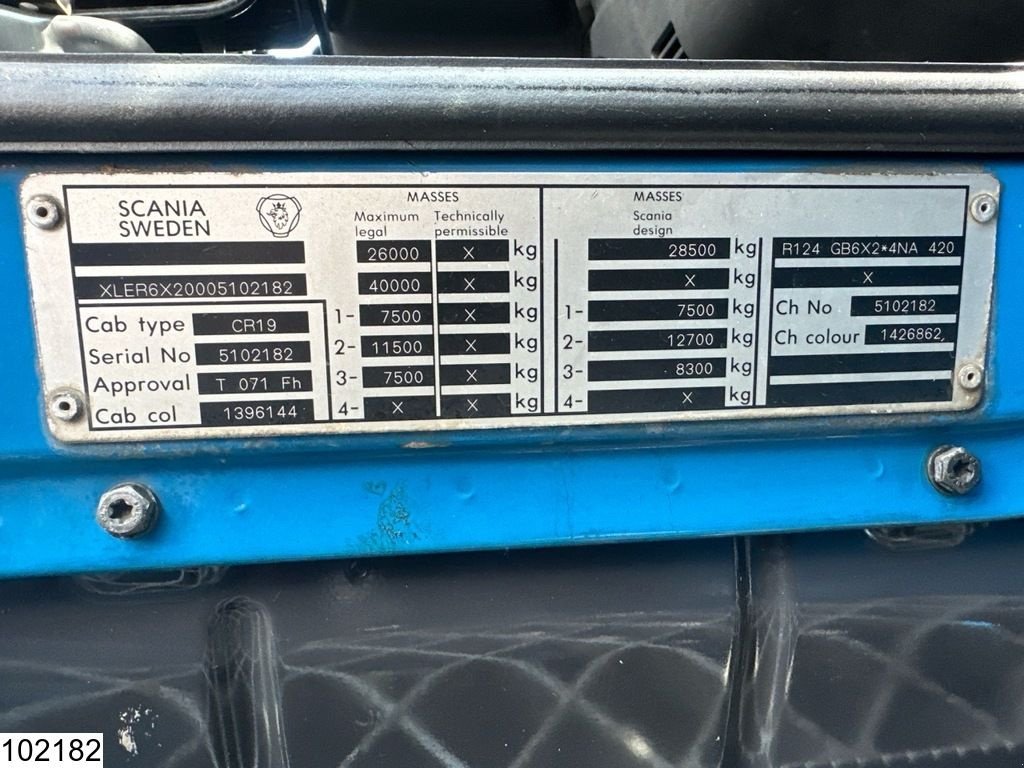 SCANIA
SWEDEN
XLER6X20005102182
Cab type CR19
Serial No 5102182
Approval T 071 Fh
Cab col 1396144
MASSES
Maximum legal Technically permissible
26000 X kg
40000 X kg
1- 7500 X kg
2- 11500 X kg
3- 7500 X kg
4- X X kg
MASSES
Scania
design
28500 kg
X kg
1- 7500 kg
2- 12700 kg
3- 8300 kg
4- X kg
R124 GB6X2*4NA 420
X
Ch No 5102182
Ch colour 1426862,
102182